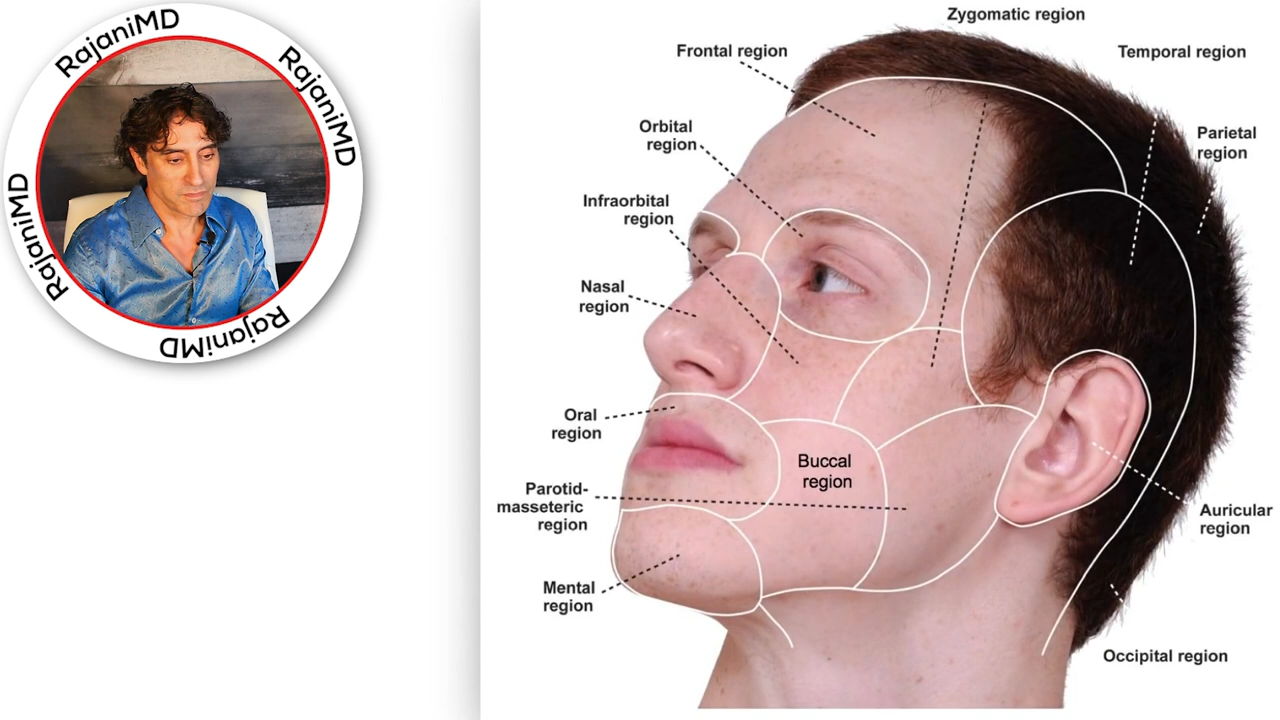 RajaniMD
RajaniMD
RajaniMD
RajaniMD
Zygomatic region
Frontal region
Temporal region
Orbital
region
Parietal
region
Infraorbital
region
Nasal
region
Oral
region
Buccal
region
Parotid-
masseteric
region
Auricular
region
Mental
region
Occipital region